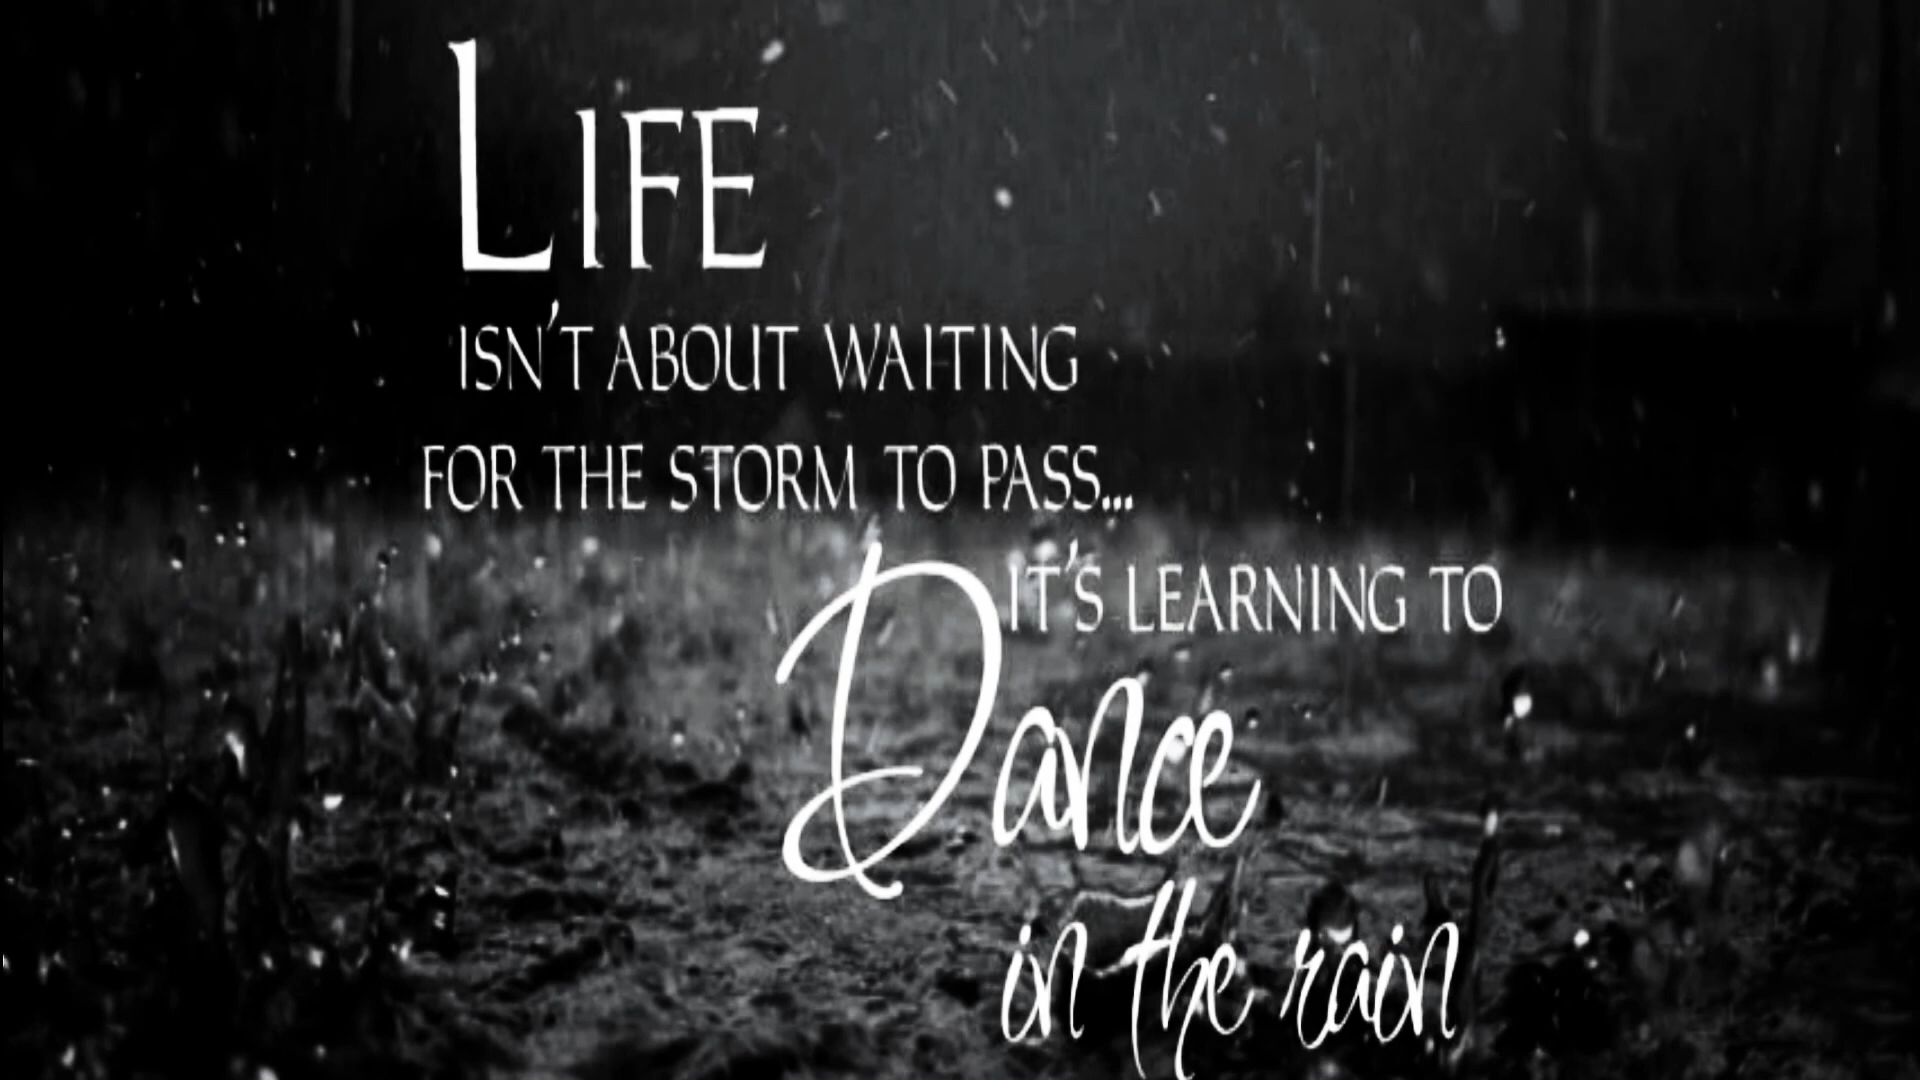 LIFE
ISN'T ABOUT WAITING
FOR THE STORM TO PASS...
IT'S LEARNING TO
Dance
in the rain